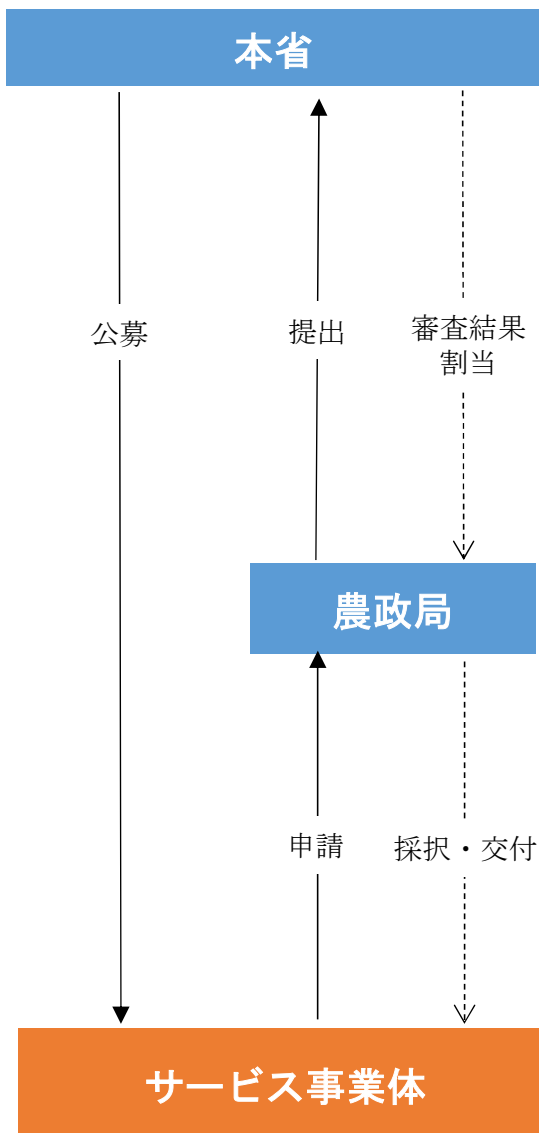 本省
公募
提出
審査結果
割当
農政局
申請
採択・交付
サービス事業体